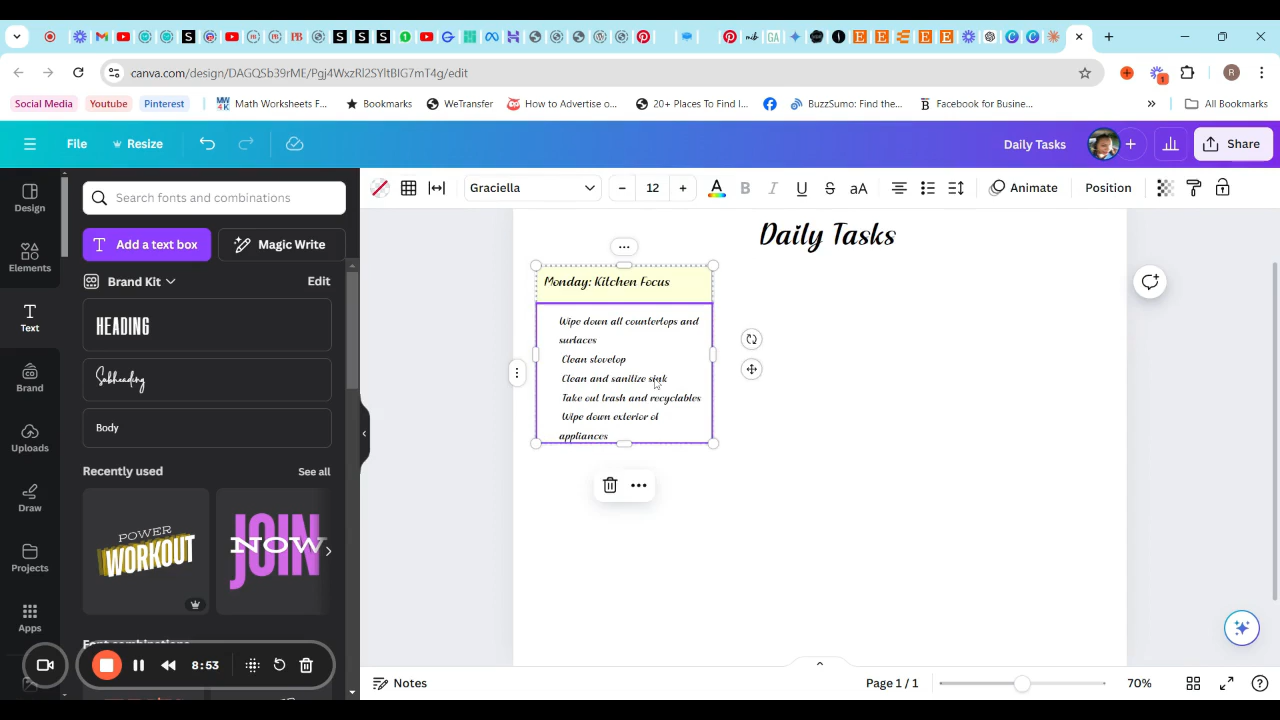 canva.com/design/DAGQSb39rME/Pgj4WxzRl2SYltBIG7mT4g/edit
Social Media
Youtube
Pinterest
Math Worksheets F...
Bookmarks
WeTransfer
How to Advertise o...
20+ Places To Find I...
BuzzSumo: Find the...
Facebook for Busine...
All Bookmarks
File
Resize
Daily Tasks
Share
Design
Elements
Text
Brand
Uploads
Draw
Projects
Apps
Search fonts and combinations
Add a text box
Magic Write
Brand Kit
Edit
HEADING
Subheading
Body
Recently used
See all
POWER
WORKOUT
JOIN
NOW
8:53
Graciella
12
Animate
Position
Daily Tasks
Monday: Kitchen Focus
Wipe down all countertops and
surfaces
Clean stovetop
Clean and sanitize sink
Take out trash and recyclables
Wipe down exterior of
appliances
Notes
Page 1 / 1
70%